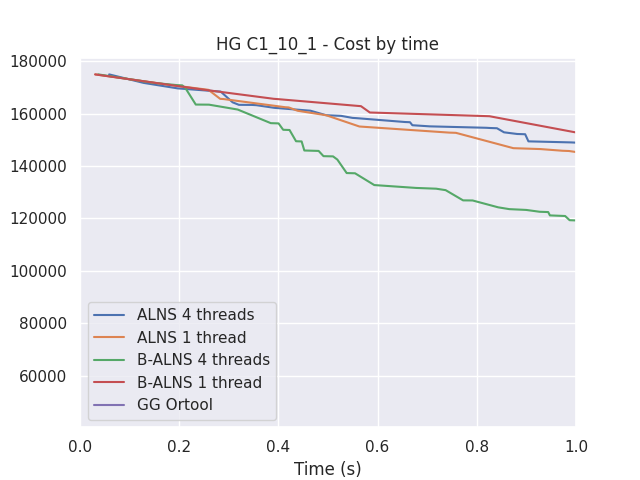 HG C1_10_1 - Cost by time
180000
160000
140000
120000
100000
80000
60000
ALNS 4 threads
ALNS 1 thread
B-ALNS 4 threads
B-ALNS 1 thread
GG Ortool
0.0 0.2 0.4 0.6 0.8 1.0
Time (s)